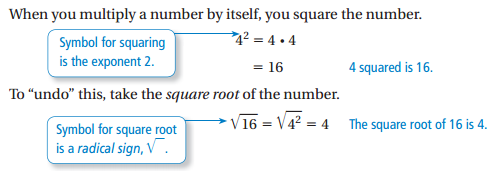 When you multiply a number by itself, you square the number.
Symbol for squaring
is the exponent 2.
4² = 4 • 4
= 16
4 squared is 16.
To “undo” this, take the square root of the number.
Symbol for square root
is a radical sign, √ .
√16 = √4² = 4
The square root of 16 is 4.